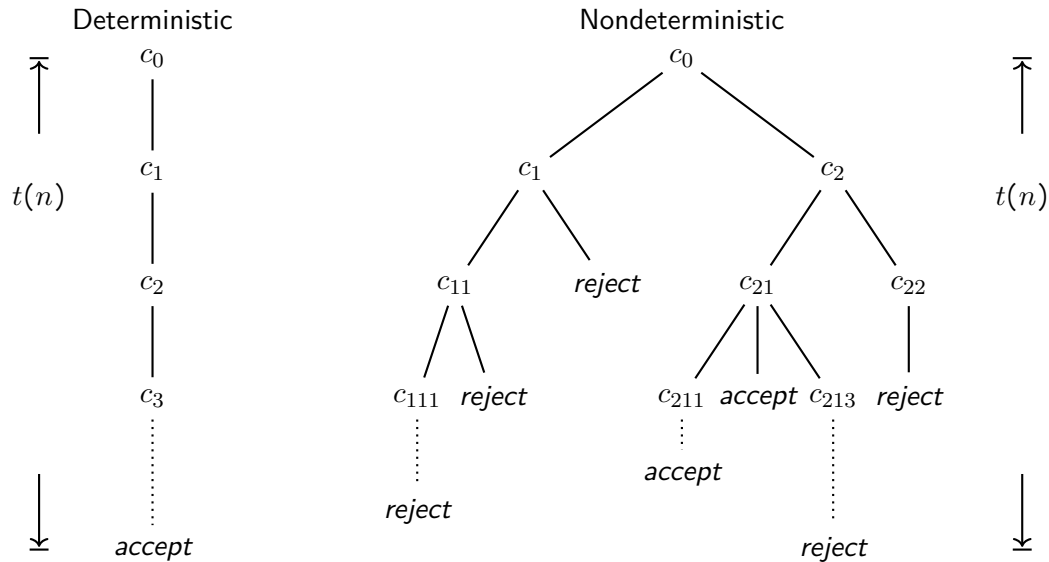 Deterministic Nondeterministic
c₀ c₀
c₁ c₁ c₂
t(n) t(n)
c₂ c₁₁ reject c₂₁ c₂₂
c₃ c₁₁₁ reject c₂₁₁ accept c₂₁₃ reject
accept
reject
accept reject